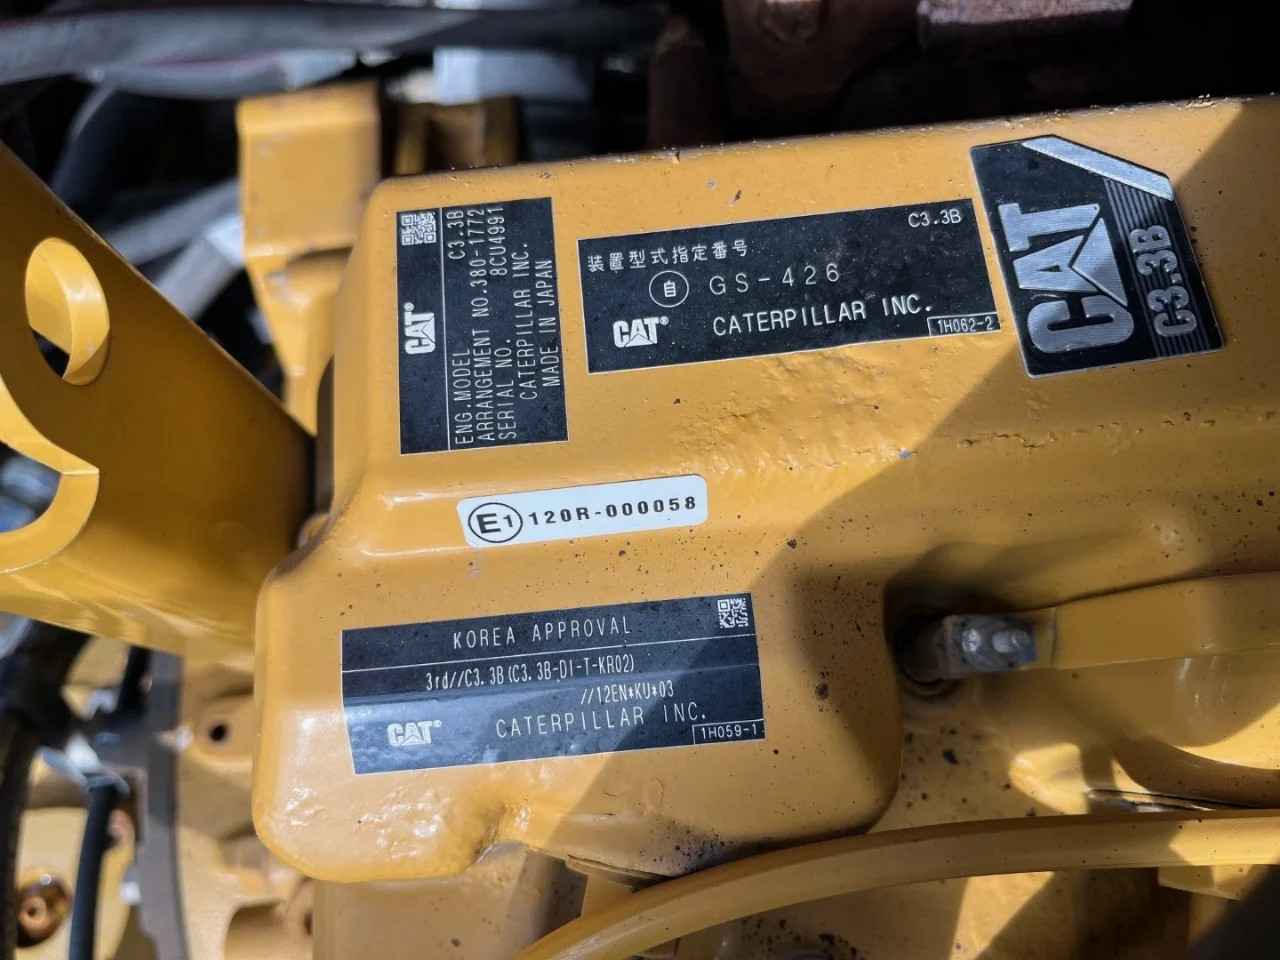 CAT®
ENG.MODEL C3.3B
ARRANGEMENT NO.380-1772
SERIAL NO. 8CU4991
CATERPILLAR INC.
MADE IN JAPAN
C3.3B
装置型式指定番号
自 GS-426
CAT® CATERPILLAR INC.
1H062-2
CAT
C3.3B
E1 120R-000058
KOREA APPROVAL
3rd//C3.3B(C3.3B-DI-T-KR02)
//12EN*KU*03
CAT® CATERPILLAR INC.
1H059-1